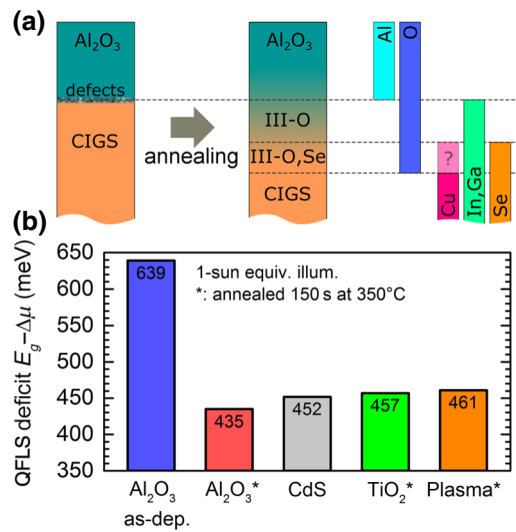 (a)
Al₂O₃
defects
CIGS
annealing
Al₂O₃
III-O
III-O,Se
CIGS
Al
O
?
Cu
In,Ga
Se
(b)
QFLS deficit E_g−Δμ (meV)
650
600
550
500
450
400
350
1-sun equiv. illum.
*: annealed 150 s at 350°C
639
435
452
457
461
Al₂O₃ as-dep.
Al₂O₃*
CdS
TiO₂*
Plasma*